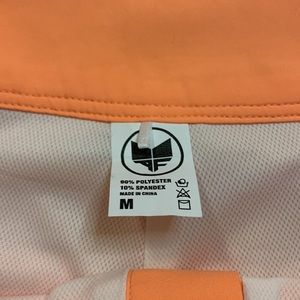 90% POLYESTER
10% SPANDEX
MADE IN CHINA
M